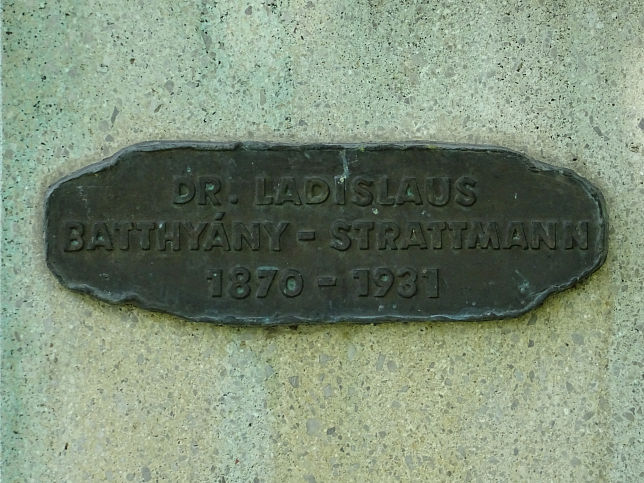 DR. LADISLAUS
BATTHYÁNY - STRATTMANN
1870 - 1931